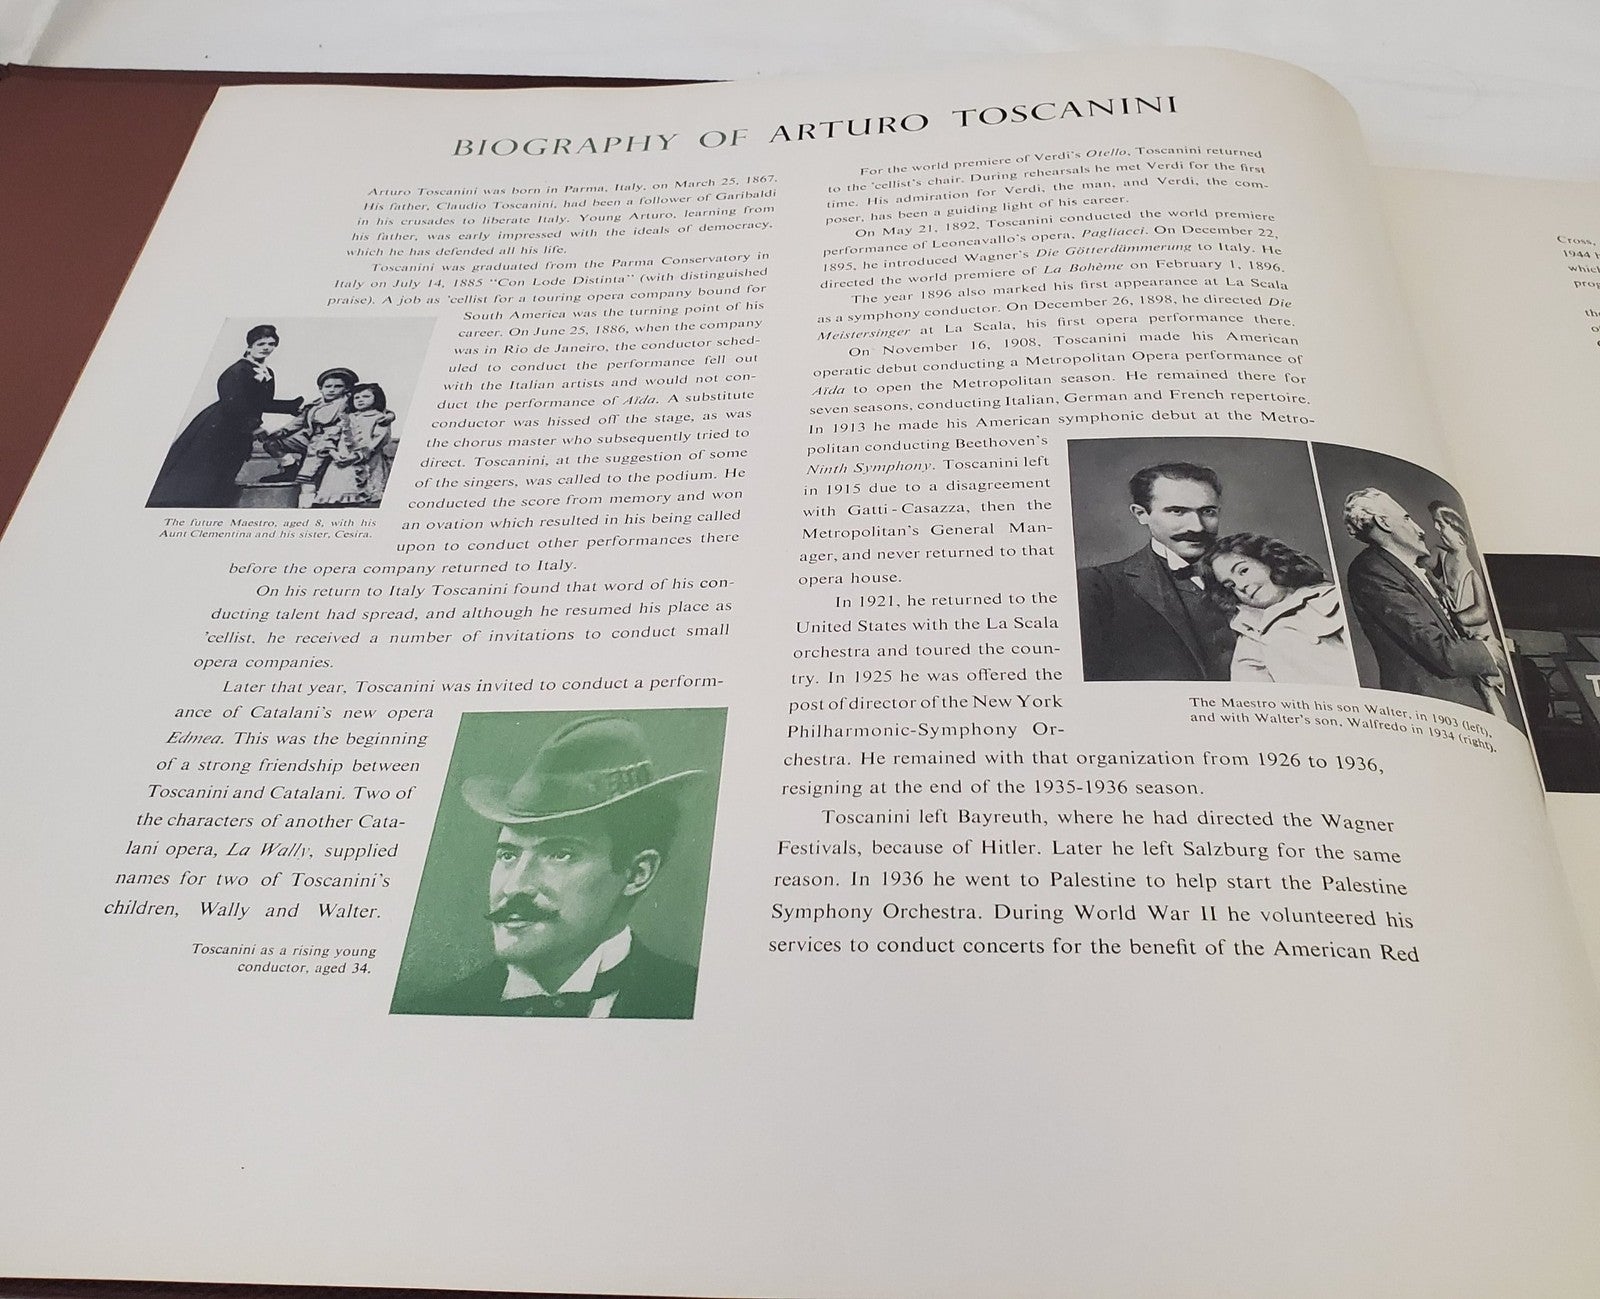 BIOGRAPHY OF ARTURO TOSCANINI
Arturo Toscanini was born in Parma, Italy, on March 25, 1867.
His father, Claudio Toscanini, had been a follower of Garibaldi
in his crusades to liberate Italy. Young Arturo, learning from
his father, was early impressed with the ideals of democracy,
which he has defended all his life.
Toscanini was graduated from the Parma Conservatory in
Italy on July 14, 1885 "Con Lode Distinta" (with distinguished
praise). A job as 'cellist for a touring opera company bound for
South America was the turning point of his
career. On June 25, 1886, when the company
was in Rio de Janeiro, the conductor sched-
uled to conduct the performance fell out
with the Italian artists and would not con-
duct the performance of Aïda. A substitute
conductor was hissed off the stage, as was
the chorus master who subsequently tried to
direct. Toscanini, at the suggestion of some
of the singers, was called to the podium. He
conducted the score from memory and won
an ovation which resulted in his being called
upon to conduct other performances there
before the opera company returned to Italy.
The future Maestro, aged 8, with his
Aunt Clementina and his sister, Cesira.
On his return to Italy Toscanini found that word of his con-
ducting talent had spread, and although he resumed his place as
'cellist, he received a number of invitations to conduct small
opera companies.
Later that year, Toscanini was invited to conduct a perform-
ance of Catalani's new opera
Edmea. This was the beginning
of a strong friendship between
Toscanini and Catalani. Two of
the characters of another Cata-
lani opera, La Wally, supplied
names for two of Toscanini's
children, Wally and Walter.
Toscanini as a rising young
conductor, aged 34.
For the world premiere of Verdi's Otello, Toscanini returned
to the 'cellist's chair. During rehearsals he met Verdi for the first
time. His admiration for Verdi, the man, and Verdi, the com-
poser, has been a guiding light of his career.
On May 21, 1892, Toscanini conducted the world premiere
performance of Leoncavallo's opera, Pagliacci. On December 22,
1895, he introduced Wagner's Die Götterdämmerung to Italy. He
directed the world premiere of La Bohème on February 1, 1896.
The year 1896 also marked his first appearance at La Scala
as a symphony conductor. On December 26, 1898, he directed Die
Meistersinger at La Scala, his first opera performance there.
On November 16, 1908, Toscanini made his American
operatic debut conducting a Metropolitan Opera performance of
Aïda to open the Metropolitan season. He remained there for
seven seasons, conducting Italian, German and French repertoire.
In 1913 he made his American symphonic debut at the Metro-
politan conducting Beethoven's
Ninth Symphony. Toscanini left
in 1915 due to a disagreement
with Gatti-Casazza, then the
Metropolitan's General Man-
ager, and never returned to that
opera house.
In 1921, he returned to the
United States with the La Scala
orchestra and toured the coun-
try. In 1925 he was offered the
post of director of the New York
Philharmonic-Symphony Or-
chestra. He remained with that organization from 1926 to 1936,
resigning at the end of the 1935-1936 season.
The Maestro with his son Walter, in 1903 (left),
and with Walter's son, Walfredo in 1934 (right).
Toscanini left Bayreuth, where he had directed the Wagner
Festivals, because of Hitler. Later he left Salzburg for the same
reason. In 1936 he went to Palestine to help start the Palestine
Symphony Orchestra. During World War II he volunteered his
services to conduct concerts for the benefit of the American Red
Cross,
1944